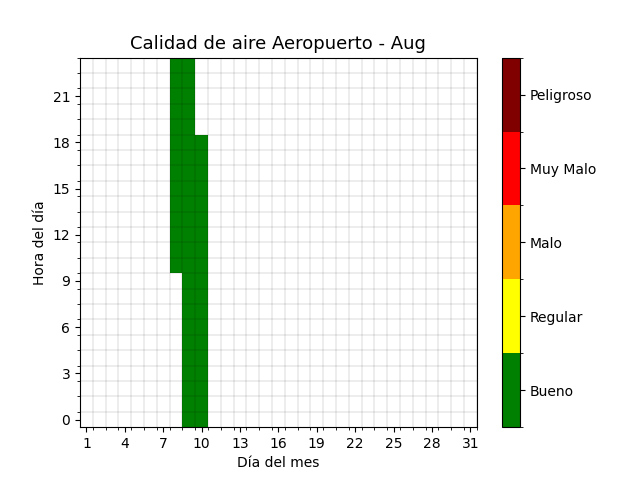 Calidad de aire Aeropuerto - Aug
Hora del día
21
18
15
12
9
6
3
0
1 4 7 10 13 16 19 22 25 28 31
Día del mes
Peligroso
Muy Malo
Malo
Regular
Bueno